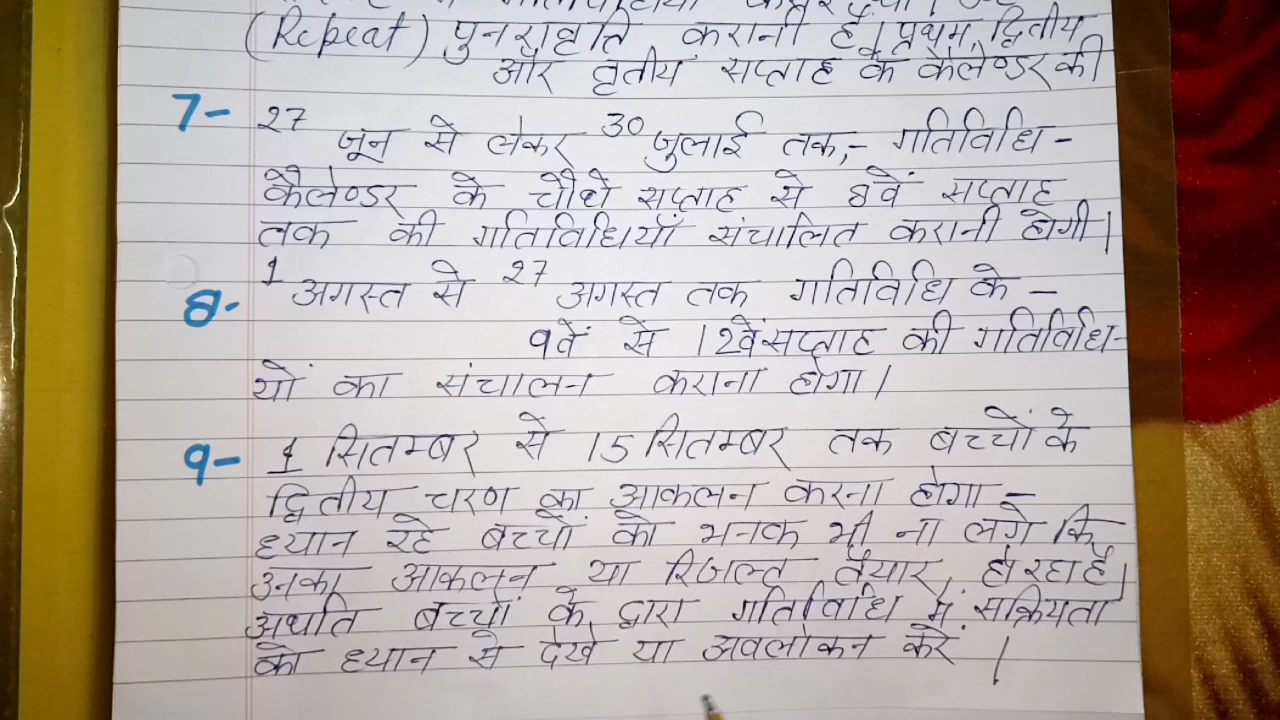 (Repeat) पुनरावृति करानी है। प्रथम, द्वितीय
और तृतीय सप्ताह के कैलेण्डर की
7- 27 जून से लेकर 30 जुलाई तक,- गतिविधि-
कैलेण्डर के चौथे सप्ताह से 8वें सप्ताह
तक की गतिविधियाँ संचालित करानी होगी।
8- 1 अगस्त से 27 अगस्त तक गतिविधि के -
9वें से 12वें सप्ताह की गतिविधि-
यों का संचालन कराना होगा।
9- 1 सितम्बर से 15 सितम्बर तक बच्चों के
द्वितीय चरण का आकलन करना होगा -
ध्यान रहे बच्चों को भनक भी ना लगे कि
उनका आकलन या रिजल्ट तैयार हो रहा है।
अर्थात बच्चों के द्वारा गतिविधि में सक्रियता
को ध्यान से देखे या अवलोकन करें।